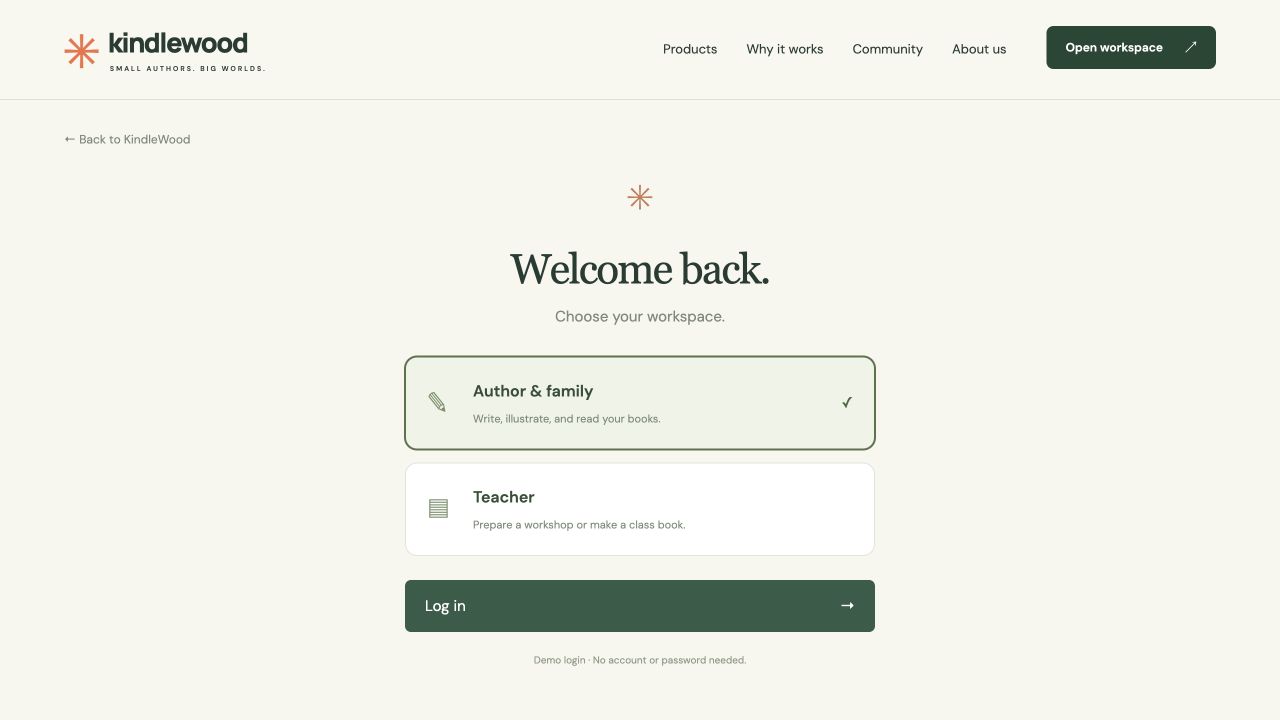 kindlewood
SMALL AUTHORS. BIG WORLDS.
Products
Why it works
Community
About us
Open workspace ↗
← Back to KindleWood
Welcome back.
Choose your workspace.
Author & family
Write, illustrate, and read your books.
Teacher
Prepare a workshop or make a class book.
Log in →
Demo login · No account or password needed.